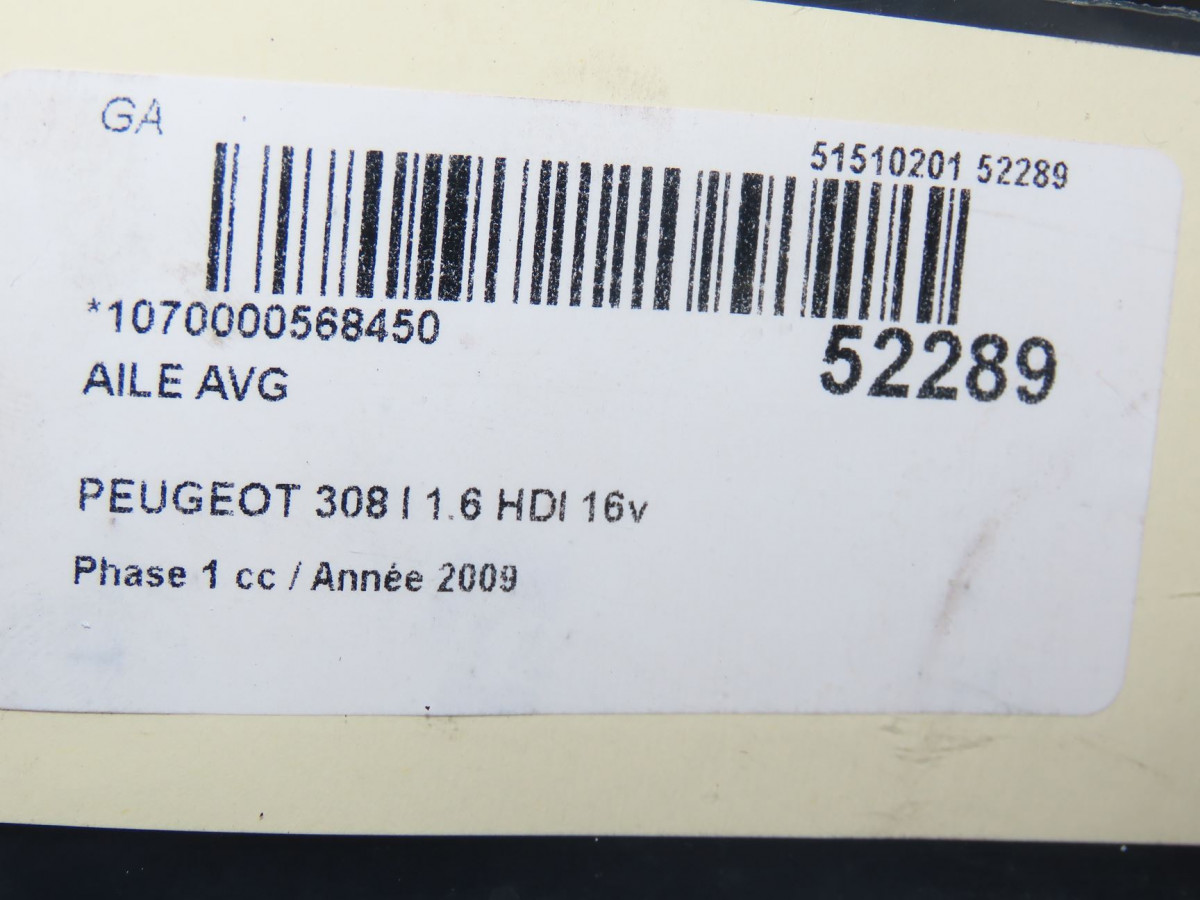 GA
51510201 52289
*1070000568450
52289
AILE AVG
PEUGEOT 308 I 1.6 HDI 16v
Phase 1 cc / Année 2009